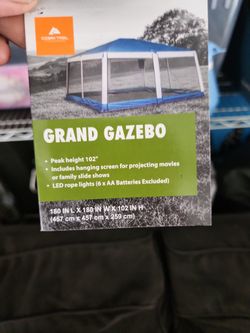 OZARK TRAIL
GRAND GAZEBO
• Peak height 102"
• Includes hanging screen for projecting movies
or family slide shows
• LED rope lights (6 x AA Batteries Excluded)
180 IN L X 180 IN W X 102 IN H
(457 cm x 457 cm x 259 cm)